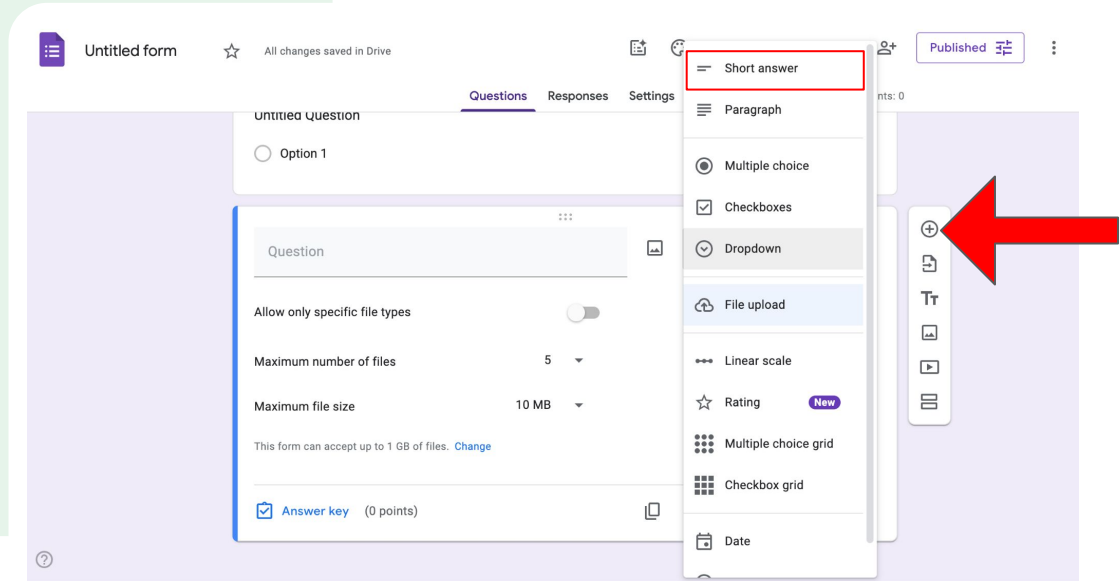 Untitled form
All changes saved in Drive
Published
Questions Responses Settings
nts: 0
Untitled Question
Option 1
Question
Allow only specific file types
Maximum number of files 5
Maximum file size 10 MB
This form can accept up to 1 GB of files. Change
Answer key (0 points)
Short answer
Paragraph
Multiple choice
Checkboxes
Dropdown
File upload
Linear scale
Rating New
Multiple choice grid
Checkbox grid
Date
Tт